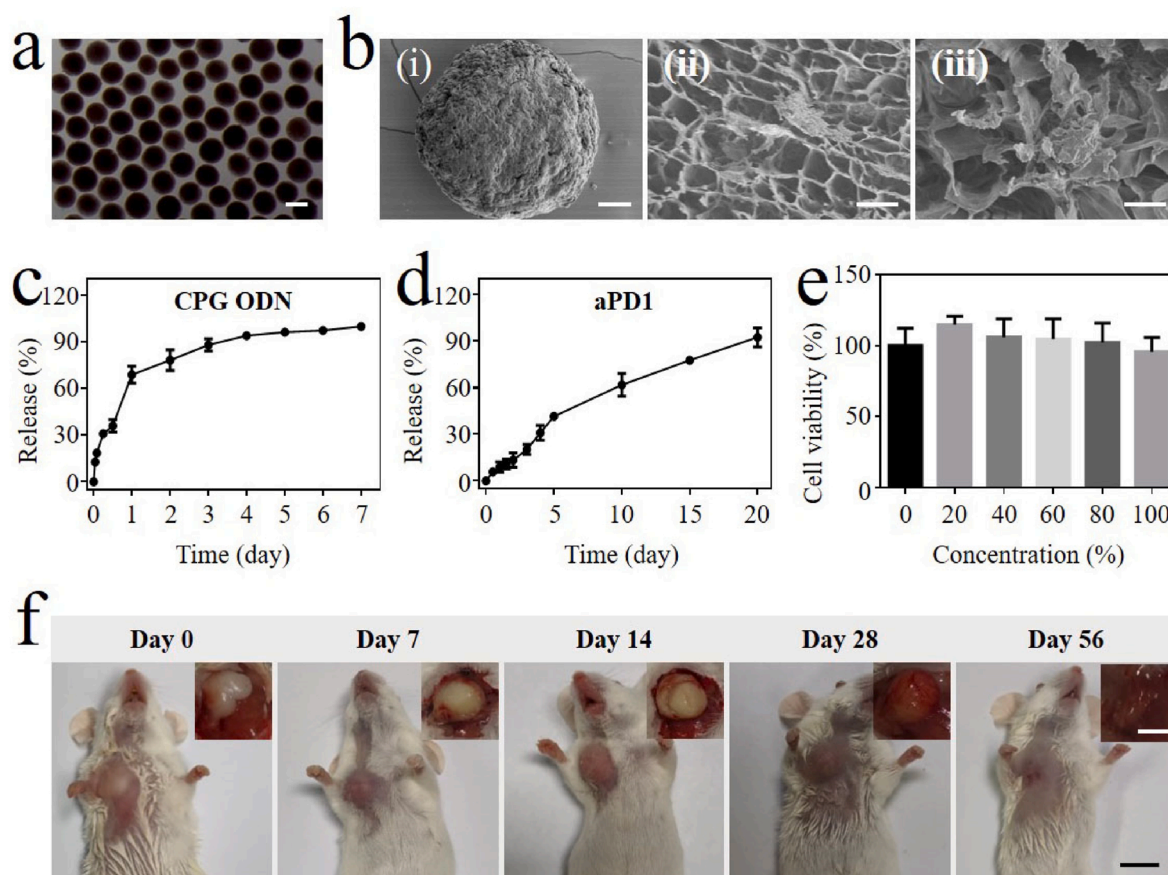 a
b
(i)
(ii)
(iii)
c
CPG ODN
120
90
60
30
0
Release (%)
0 1 2 3 4 5 6 7
Time (day)
d
aPD1
120
90
60
30
0
Release (%)
0 5 10 15 20
Time (day)
e
150
100
50
0
Cell viability (%)
0 20 40 60 80 100
Concentration (%)
f
Day 0 Day 7 Day 14 Day 28 Day 56